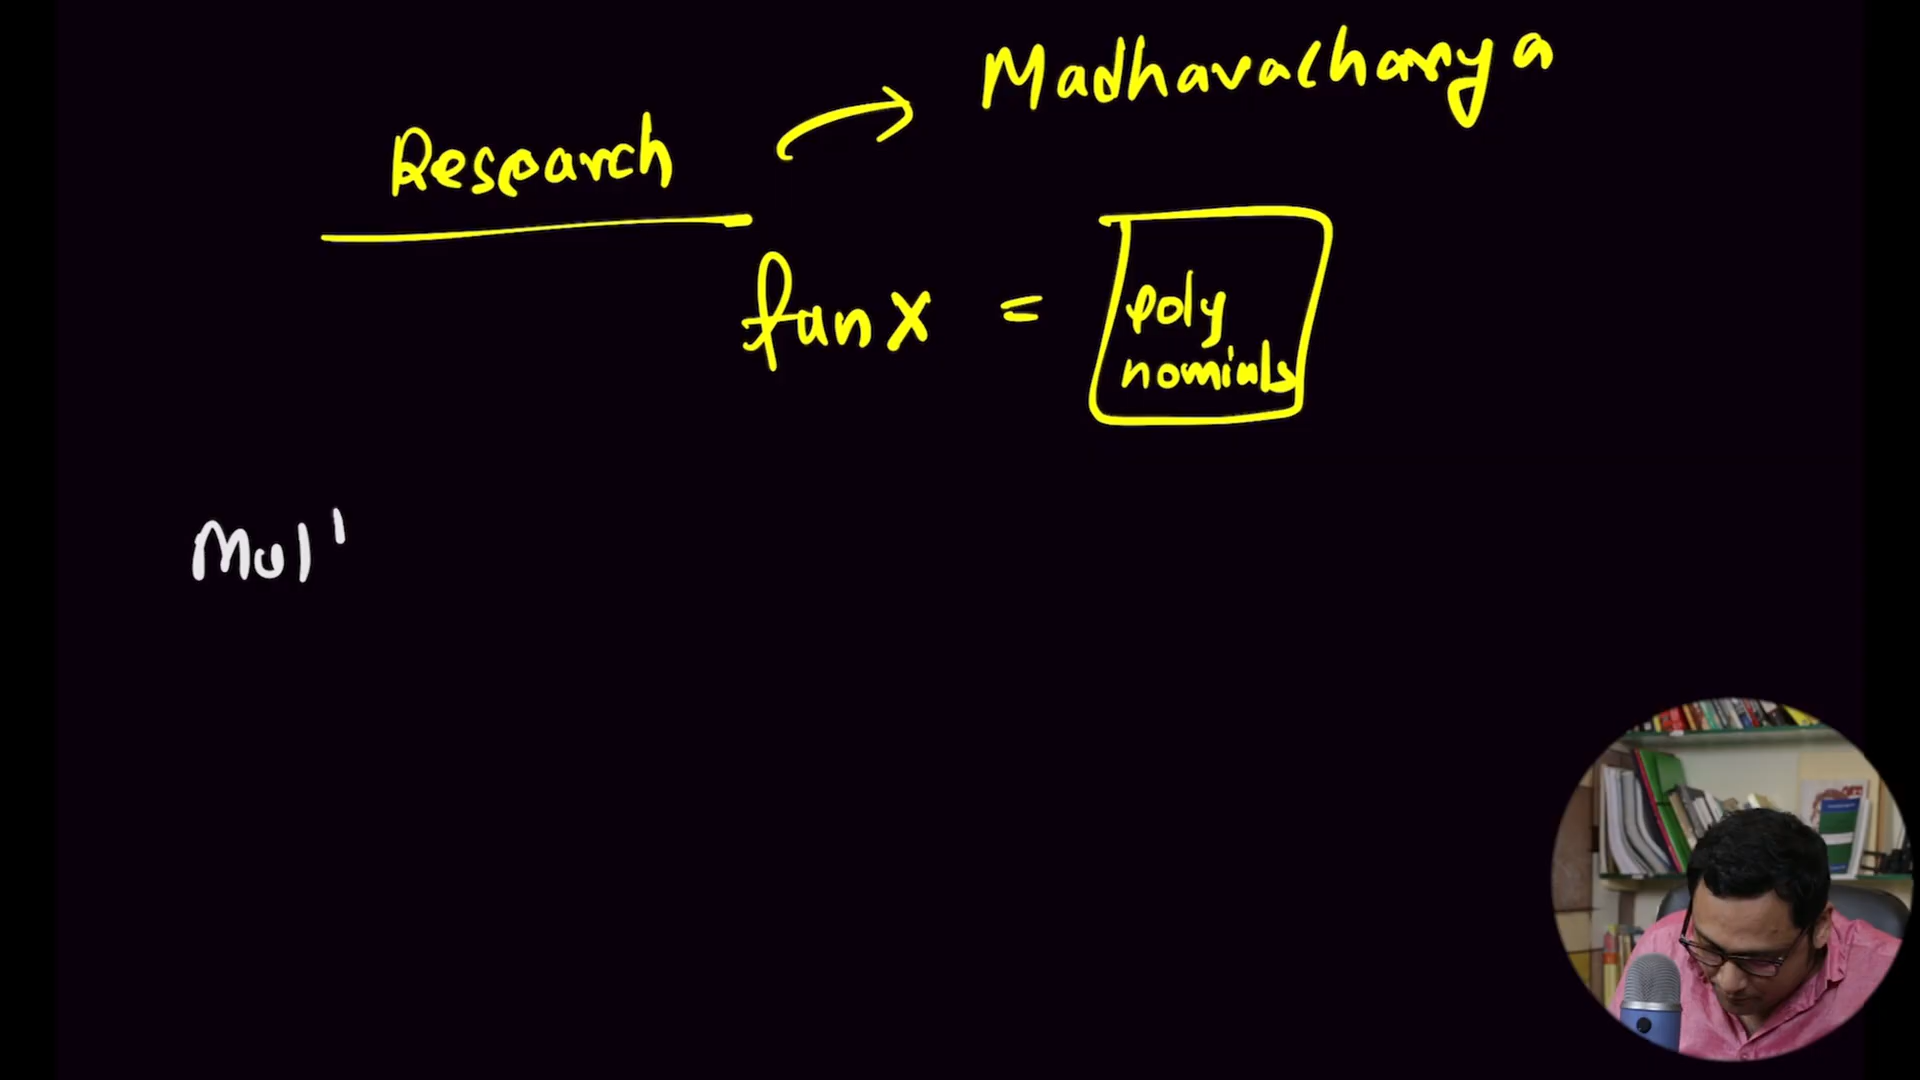 Madhavacharya
Research
tan x =
poly
nomials
Mul